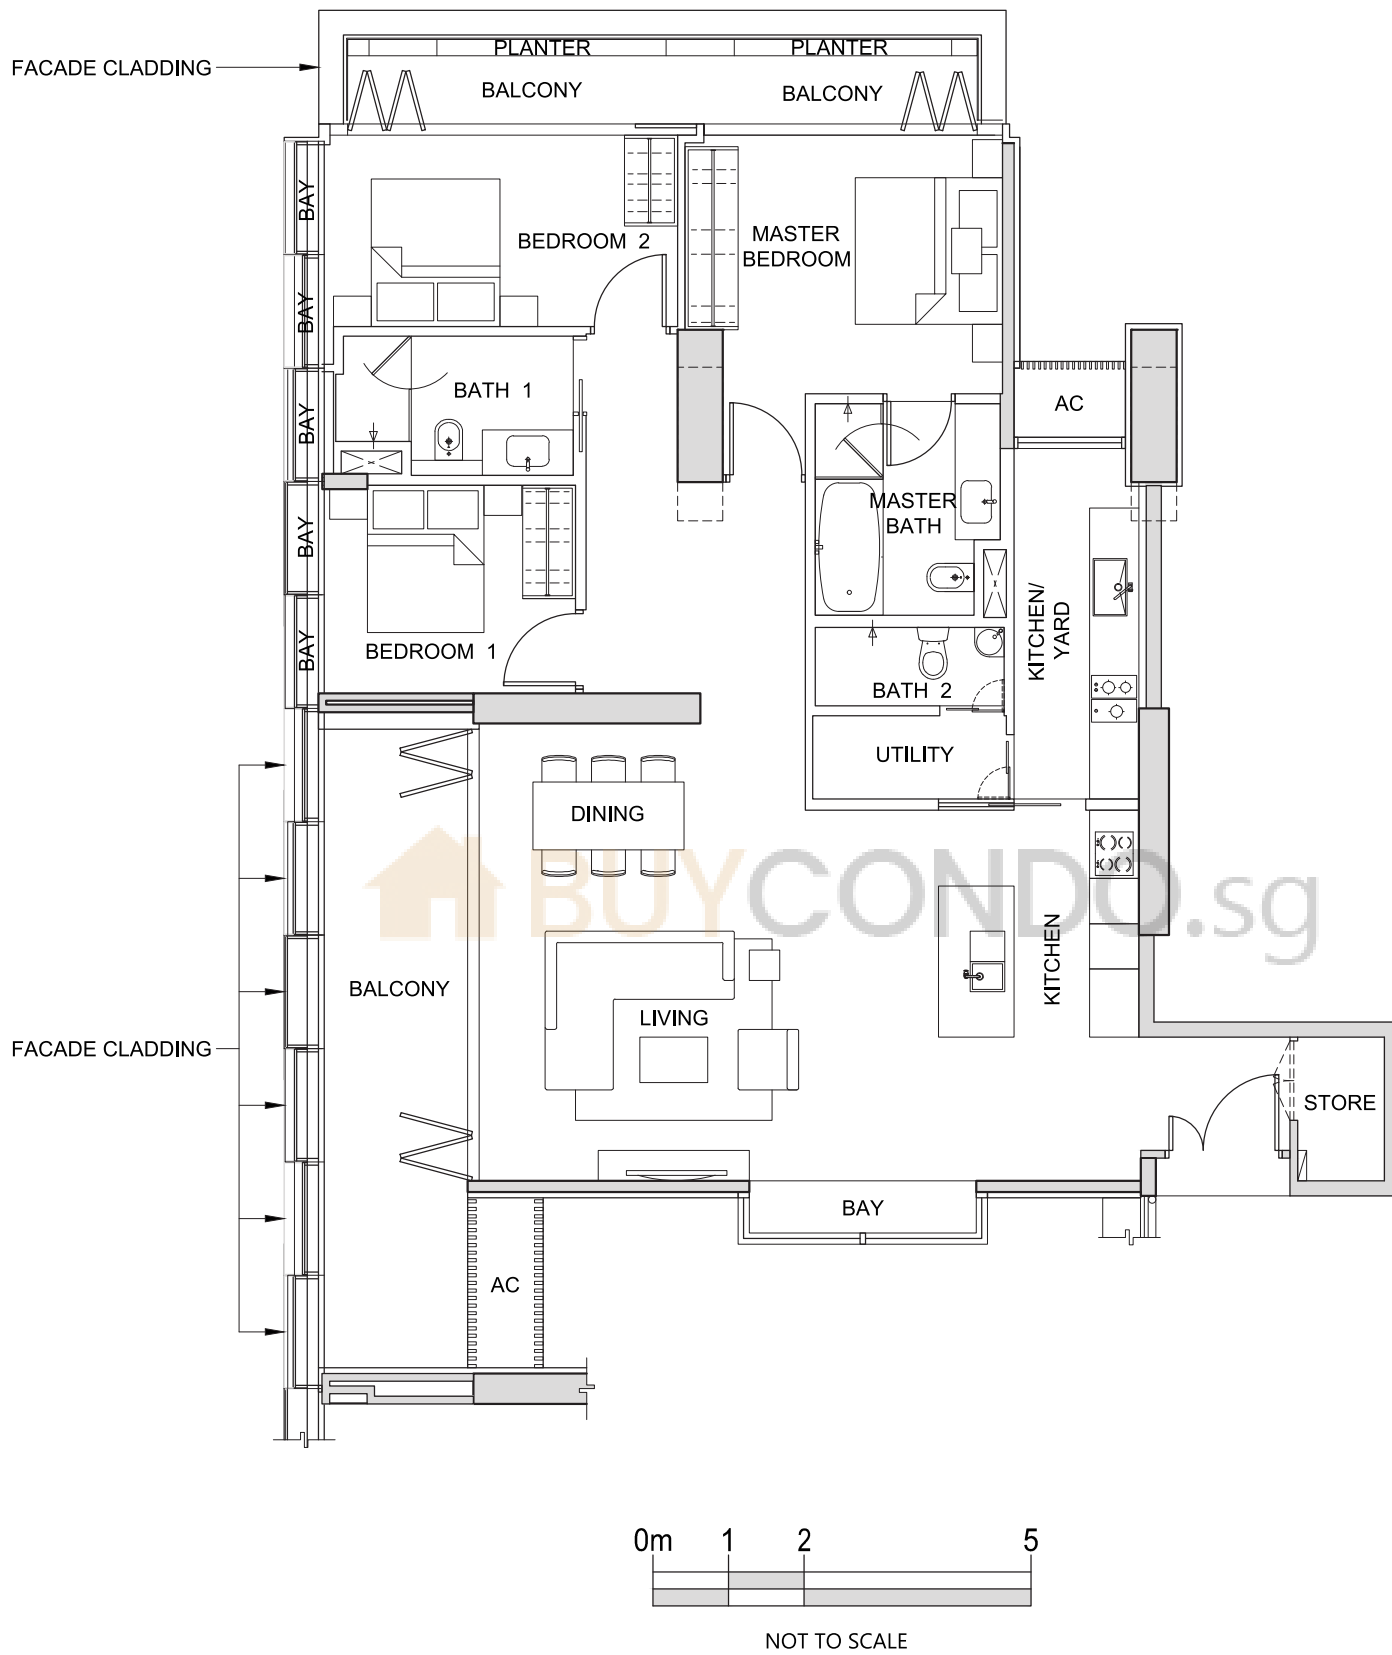 PLANTER
PLANTER
FACADE CLADDING
BALCONY
BALCONY
BAY
BEDROOM 2
MASTER
BEDROOM
BAY
BATH 1
AC
BAY
MASTER
BATH
BAY
KITCHEN/
YARD
BAY
BEDROOM 1
BATH 2
UTILITY
DINING
BUYCONDO.sg
KITCHEN
BALCONY
LIVING
FACADE CLADDING
STORE
BAY
AC
0m 1 2 5
NOT TO SCALE